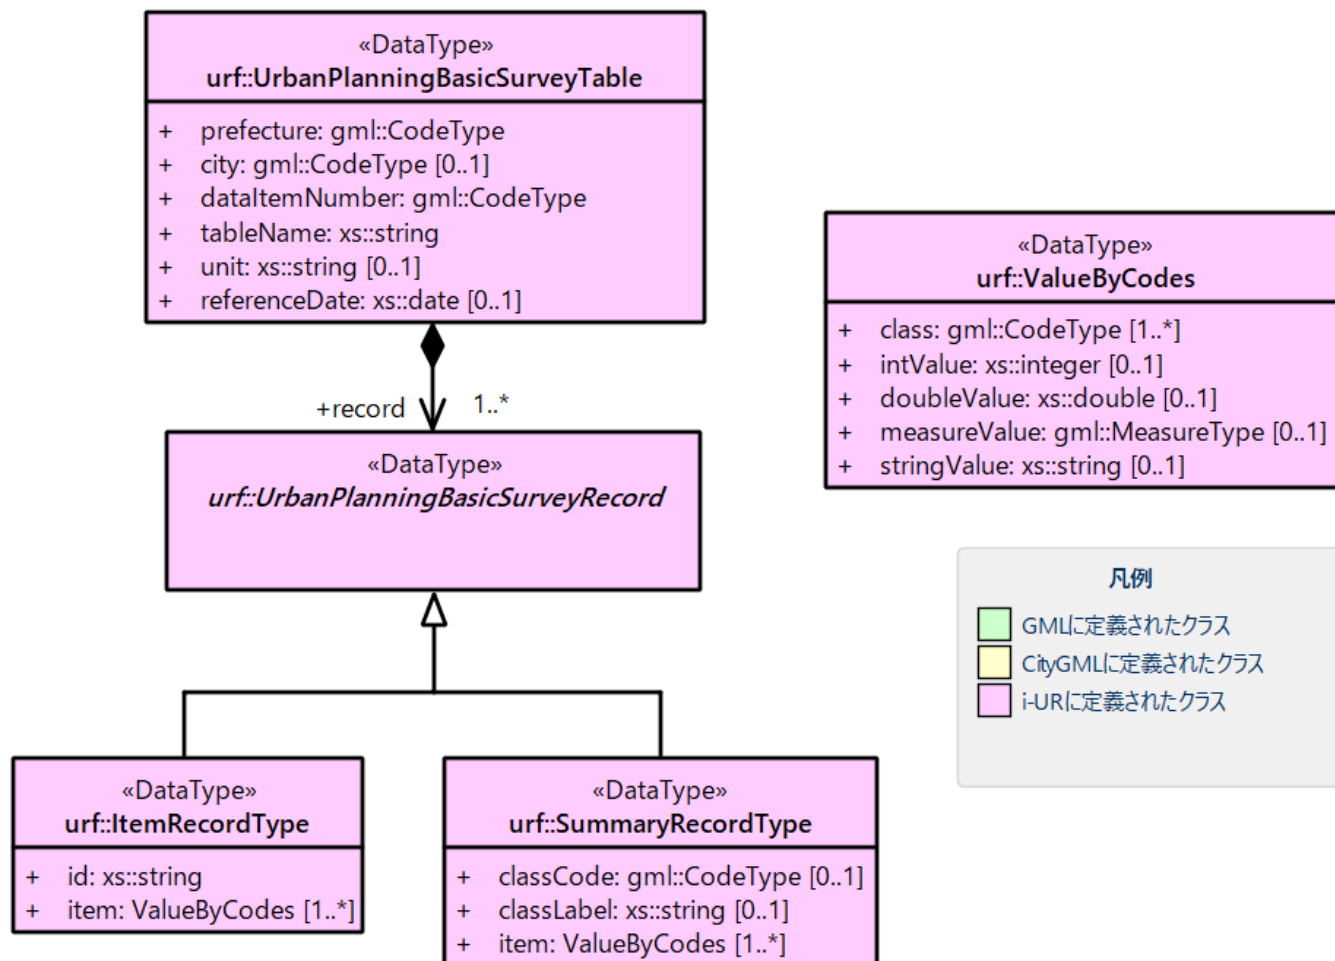 «DataType»
urf::UrbanPlanningBasicSurveyTable
+ prefecture: gml::CodeType
+ city: gml::CodeType [0..1]
+ dataItemNumber: gml::CodeType
+ tableName: xs::string
+ unit: xs::string [0..1]
+ referenceDate: xs::date [0..1]
+record 1..*
«DataType»
urf::UrbanPlanningBasicSurveyRecord
«DataType»
urf::ItemRecordType
+ id: xs::string
+ item: ValueByCodes [1..*]
«DataType»
urf::SummaryRecordType
+ classCode: gml::CodeType [0..1]
+ classLabel: xs::string [0..1]
+ item: ValueByCodes [1..*]
«DataType»
urf::ValueByCodes
+ class: gml::CodeType [1..*]
+ intValue: xs::integer [0..1]
+ doubleValue: xs::double [0..1]
+ measureValue: gml::MeasureType [0..1]
+ stringValue: xs::string [0..1]
凡例
GMLに定義されたクラス
CityGMLに定義されたクラス
i-URに定義されたクラス